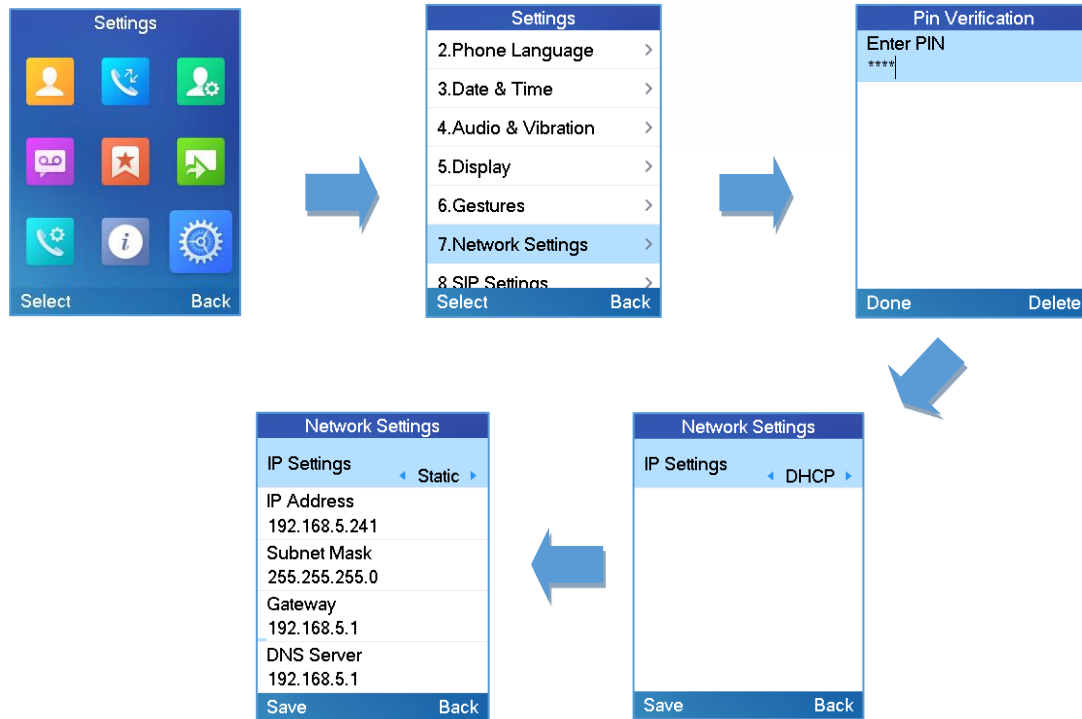 Settings
Select Back
Settings
2.Phone Language
3.Date & Time
4.Audio & Vibration
5.Display
6.Gestures
7.Network Settings
8 SIP Settings
Select Back
Pin Verification
Enter PIN
****
Done Delete
Network Settings
IP Settings
DHCP
Save Back
Network Settings
IP Settings
Static
IP Address
192.168.5.241
Subnet Mask
255.255.255.0
Gateway
192.168.5.1
DNS Server
192.168.5.1
Save Back